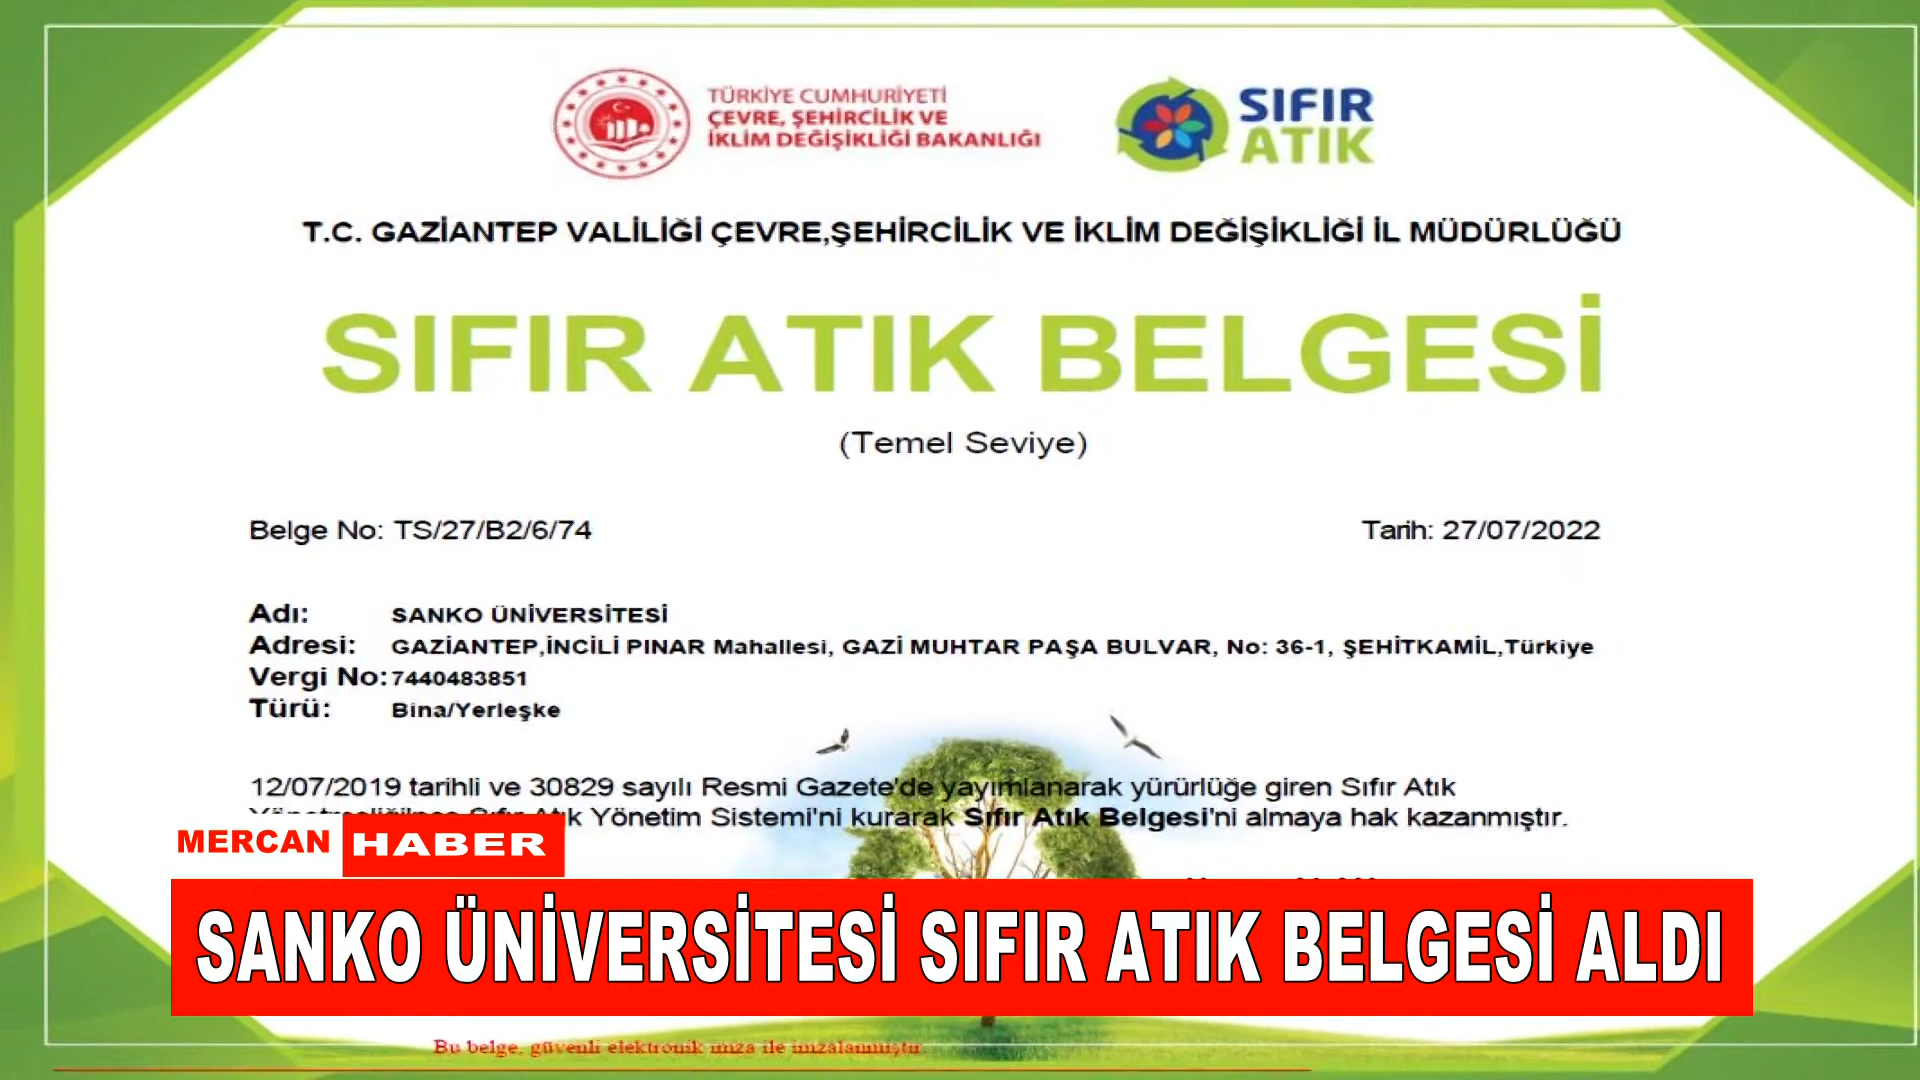 TÜRKİYE CUMHURİYETİ
ÇEVRE, ŞEHİRCİLİK VE
İKLİM DEĞİŞİKLİĞİ BAKANLIĞI
SIFIR
ATIK
T.C. GAZİANTEP VALİLİĞİ ÇEVRE,ŞEHİRCİLİK VE İKLİM DEĞİŞİKLİĞİ İL MÜDÜRLÜĞÜ
SIFIR ATIK BELGESİ
(Temel Seviye)
Belge No: TS/27/B2/6/74
Tarih: 27/07/2022
Adı: SANKO ÜNİVERSİTESİ
Adresi: GAZİANTEP,İNCİLİ PINAR Mahallesi, GAZİ MUHTAR PAŞA BULVAR, No: 36-1, ŞEHİTKAMİL,Türkiye
Vergi No: 7440483851
Türü: Bina/Yerleşke
12/07/2019 tarihli ve 30829 sayılı Resmi Gazete'de yayımlanarak yürürlüğe giren Sıfır Atık
Yönetim Sistemi'ni kurarak Sıfır Atık Belgesi'ni almaya hak kazanmıştır.
MERCAN HABER
SANKO ÜNİVERSİTESİ SIFIR ATIK BELGESİ ALDI
Bu belge, güvenli elektronik imza ile imzalanmıştır.